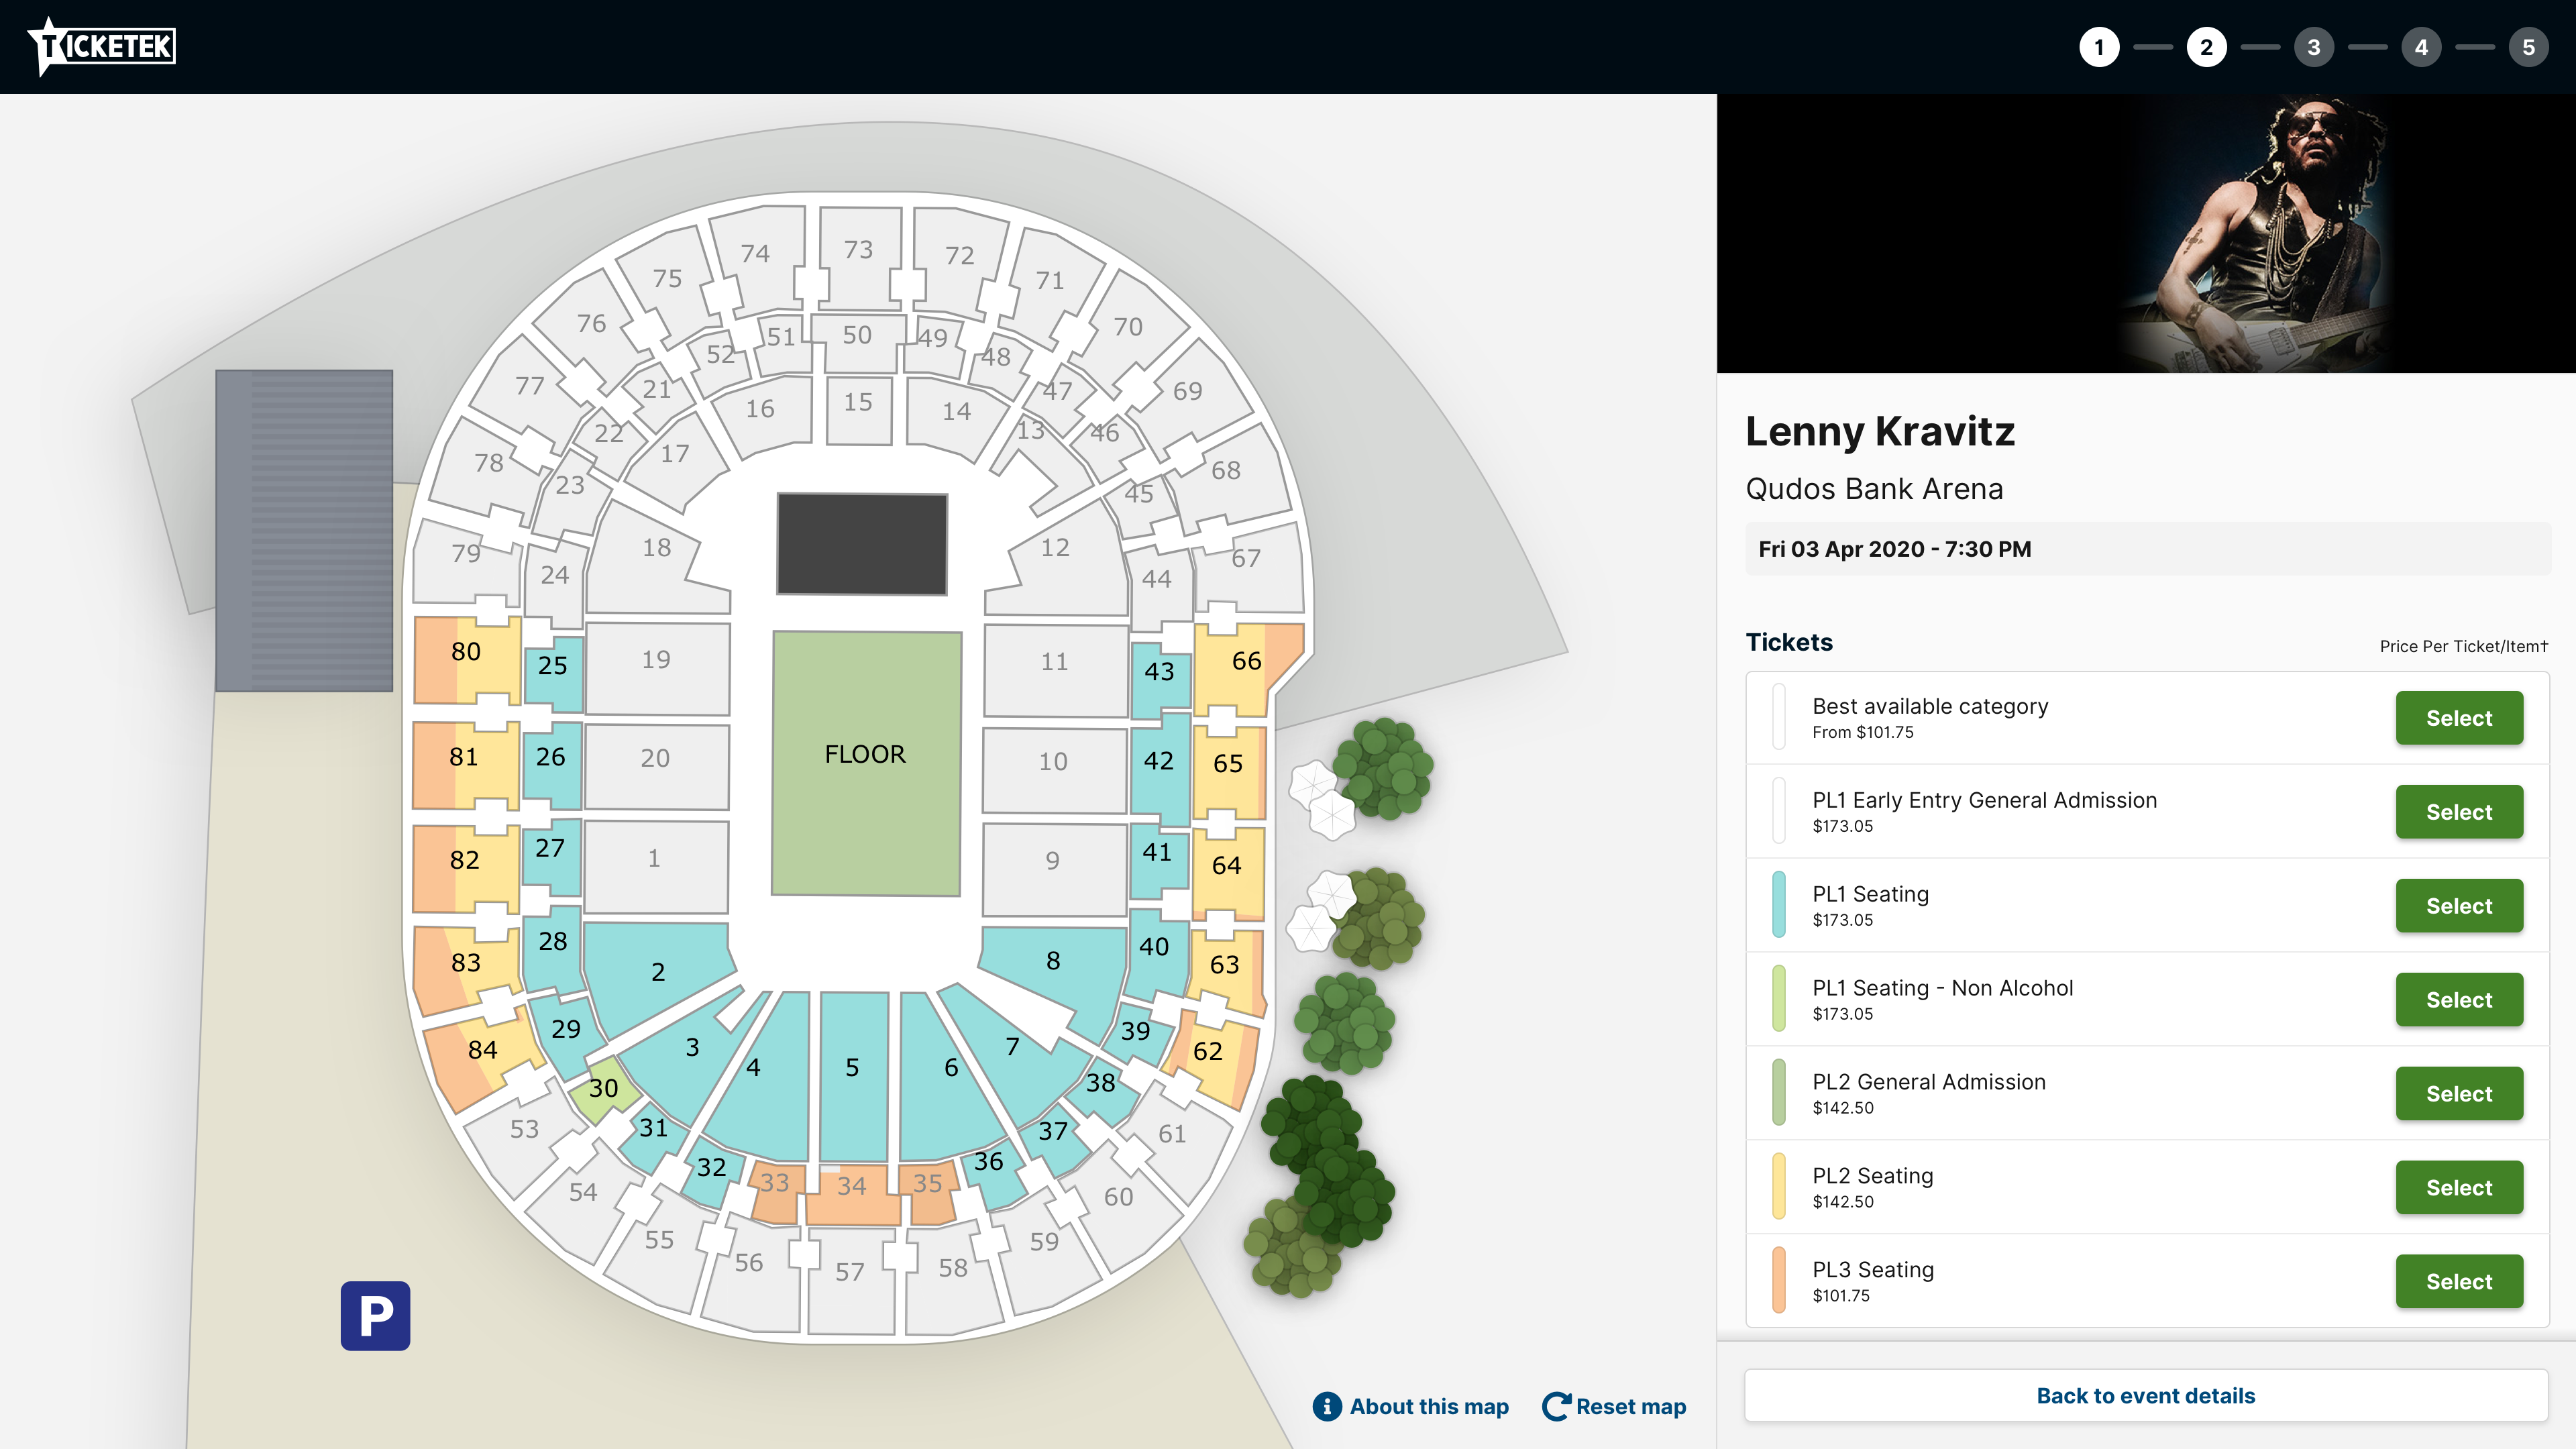 TICKETEK
1 2 3 4 5
74 73 72
75 71
76 70
51 50 49
52 48
77 21 47 69
16 15 14
22 13 46
78 17 68
23 45
79 18 12 67
24 44
80 25 19 11 43 66
81 26 20 FLOOR 10 42 65
82 27 1 9 41 64
83 28 2 8 40 63
84 29 3 4 5 6 7 39 62
30 38
53 31 37 61
32 36
54 33 34 35 60
55 59
56 57 58
P
About this map
Reset map
Lenny Kravitz
Qudos Bank Arena
Fri 03 Apr 2020 - 7:30 PM
Tickets
Price Per Ticket/Item†
Best available category
From $101.75
Select
PL1 Early Entry General Admission
$173.05
Select
PL1 Seating
$173.05
Select
PL1 Seating - Non Alcohol
$173.05
Select
PL2 General Admission
$142.50
Select
PL2 Seating
$142.50
Select
PL3 Seating
$101.75
Select
Back to event details